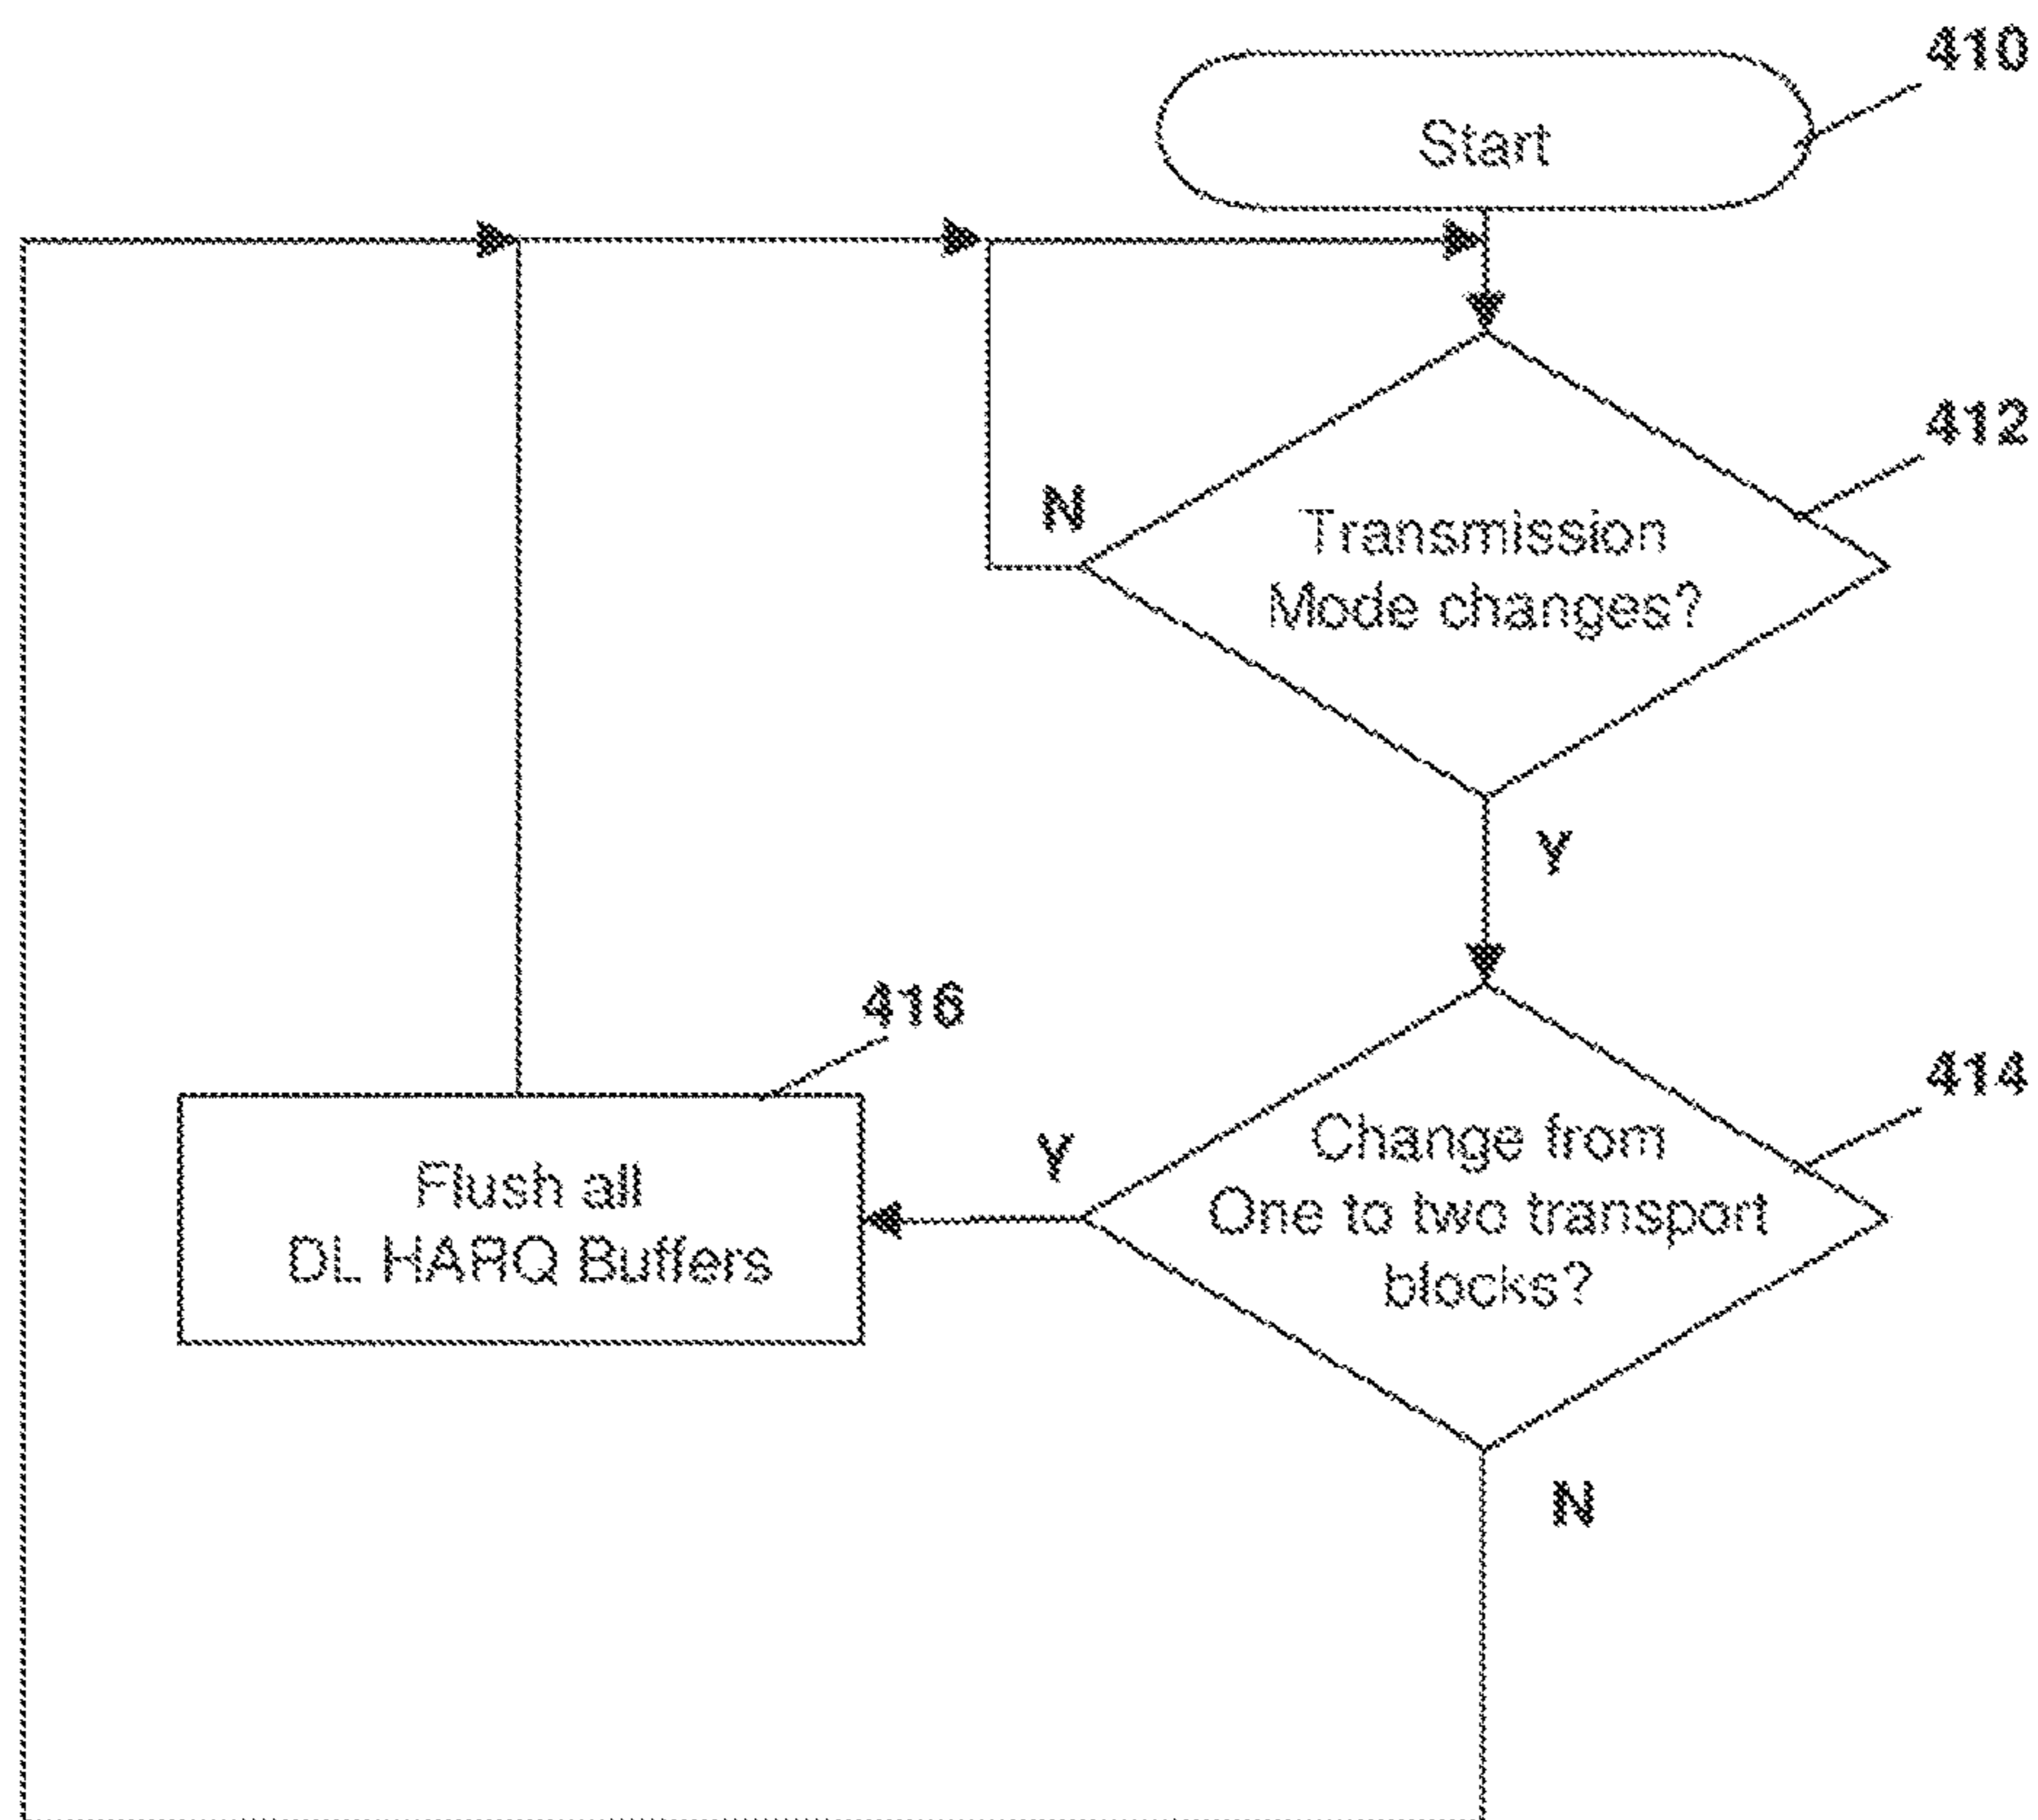 410
Start
412
N
Transmission
Mode changes?
Y
416
414
Flush all
DL HARQ Buffers
Y
Change from
One to two transport
blocks?
N